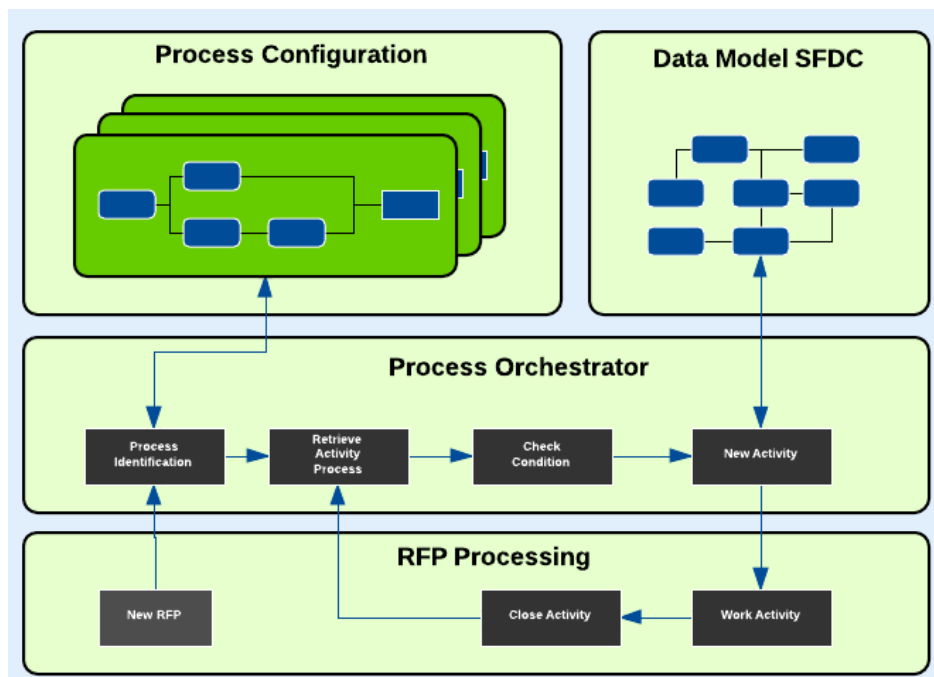 Process Configuration
Data Model SFDC
Process Orchestrator
Process
Identification
Retrieve
Activity
Process
Check
Condition
New Activity
RFP Processing
New RFP
Close Activity
Work Activity